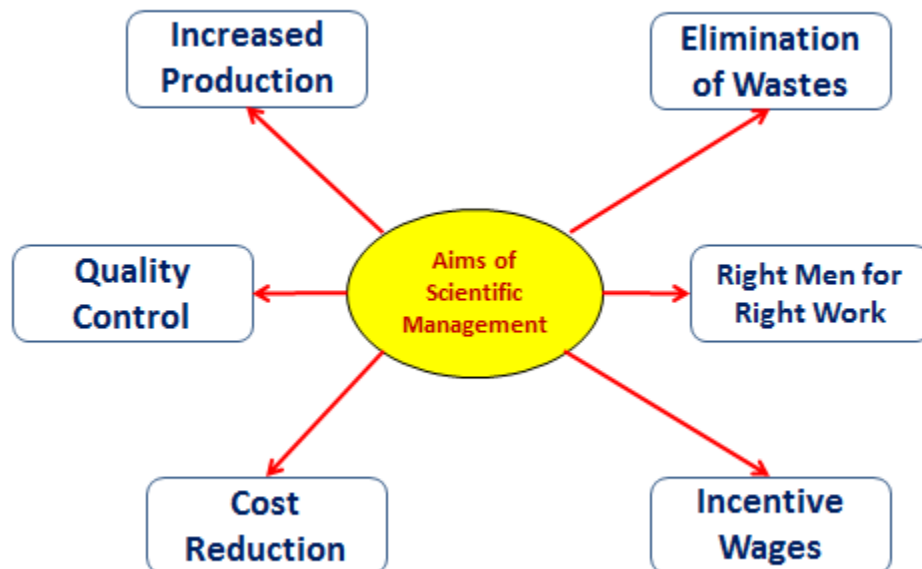 Increased
Production
Elimination
of Wastes
Quality
Control
Aims of
Scientific
Management
Right Men for
Right Work
Cost
Reduction
Incentive
Wages